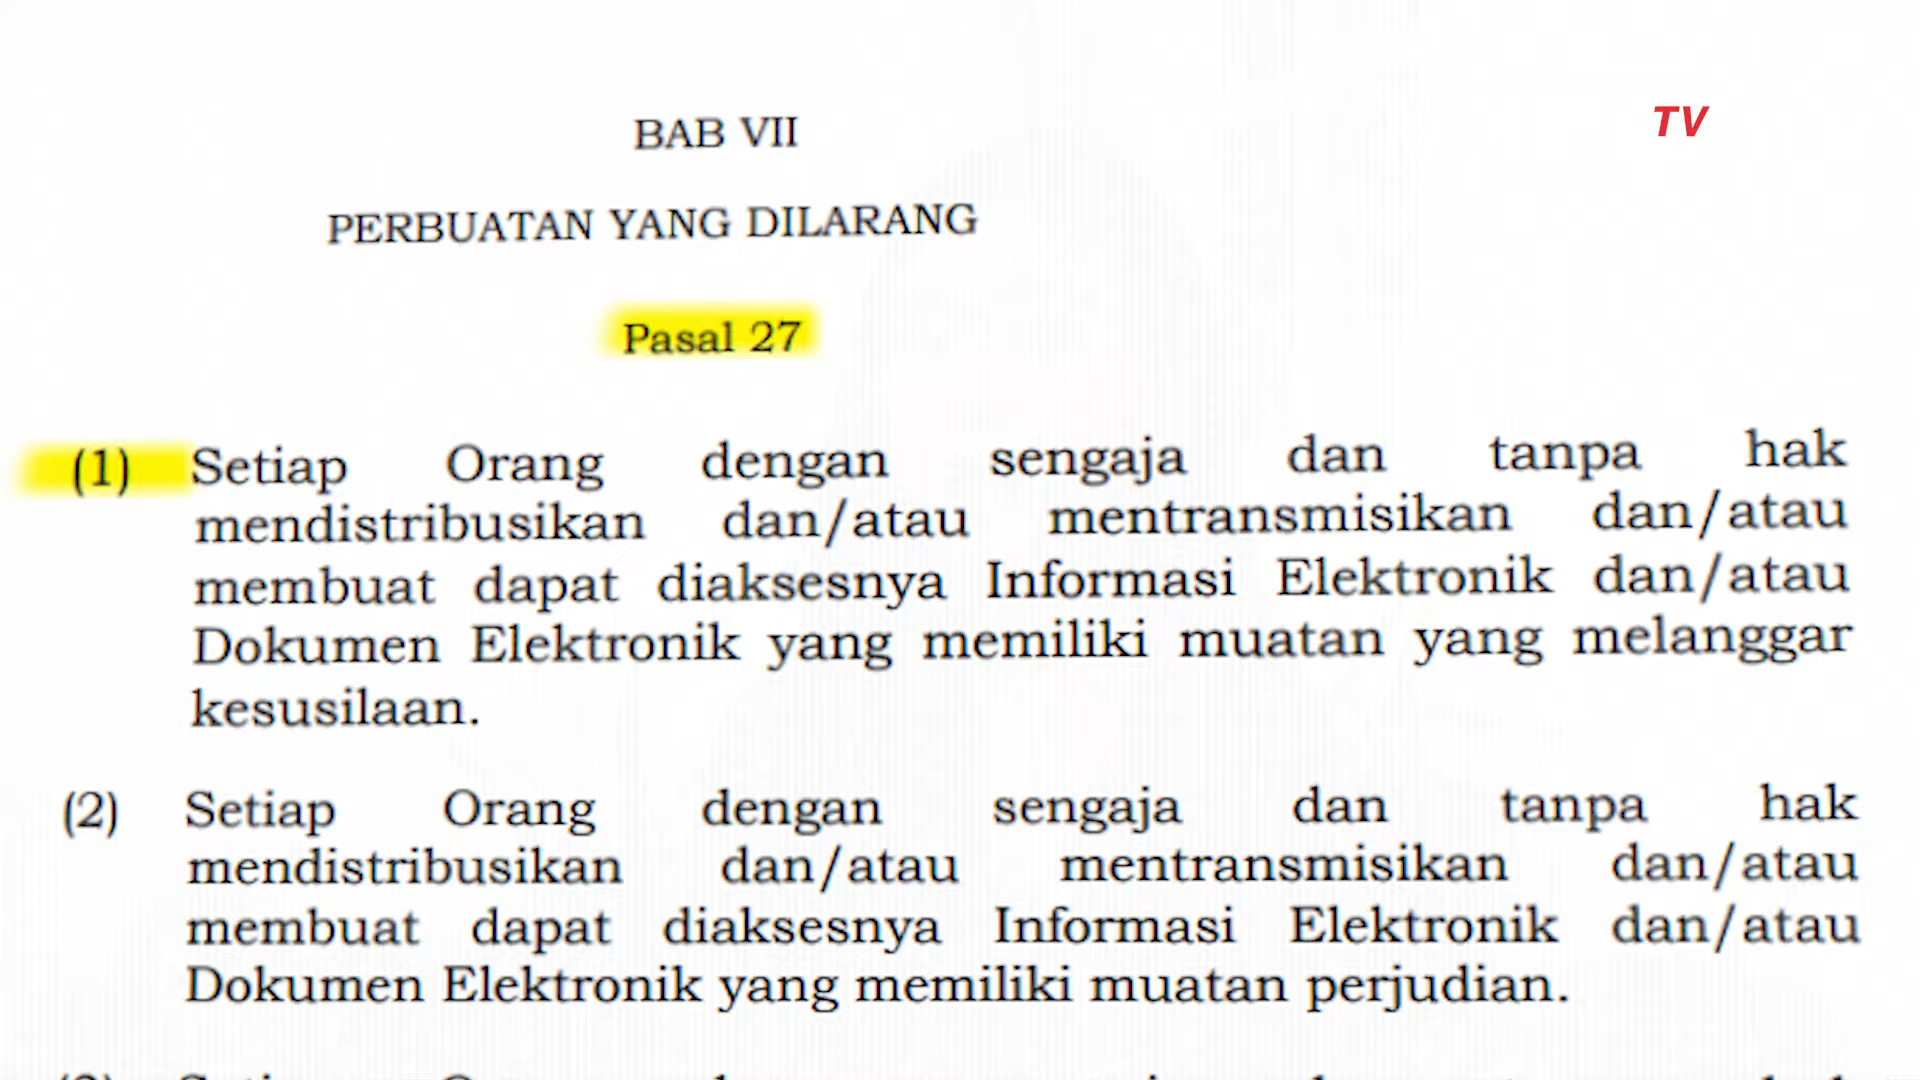 TV
BAB VII
PERBUATAN YANG DILARANG
Pasal 27
(1) Setiap Orang dengan sengaja dan tanpa hak
mendistribusikan dan/atau mentransmisikan dan/atau
membuat dapat diaksesnya Informasi Elektronik dan/atau
Dokumen Elektronik yang memiliki muatan yang melanggar
kesusilaan.
(2) Setiap Orang dengan sengaja dan tanpa hak
mendistribusikan dan/atau mentransmisikan dan/atau
membuat dapat diaksesnya Informasi Elektronik dan/atau
Dokumen Elektronik yang memiliki muatan perjudian.